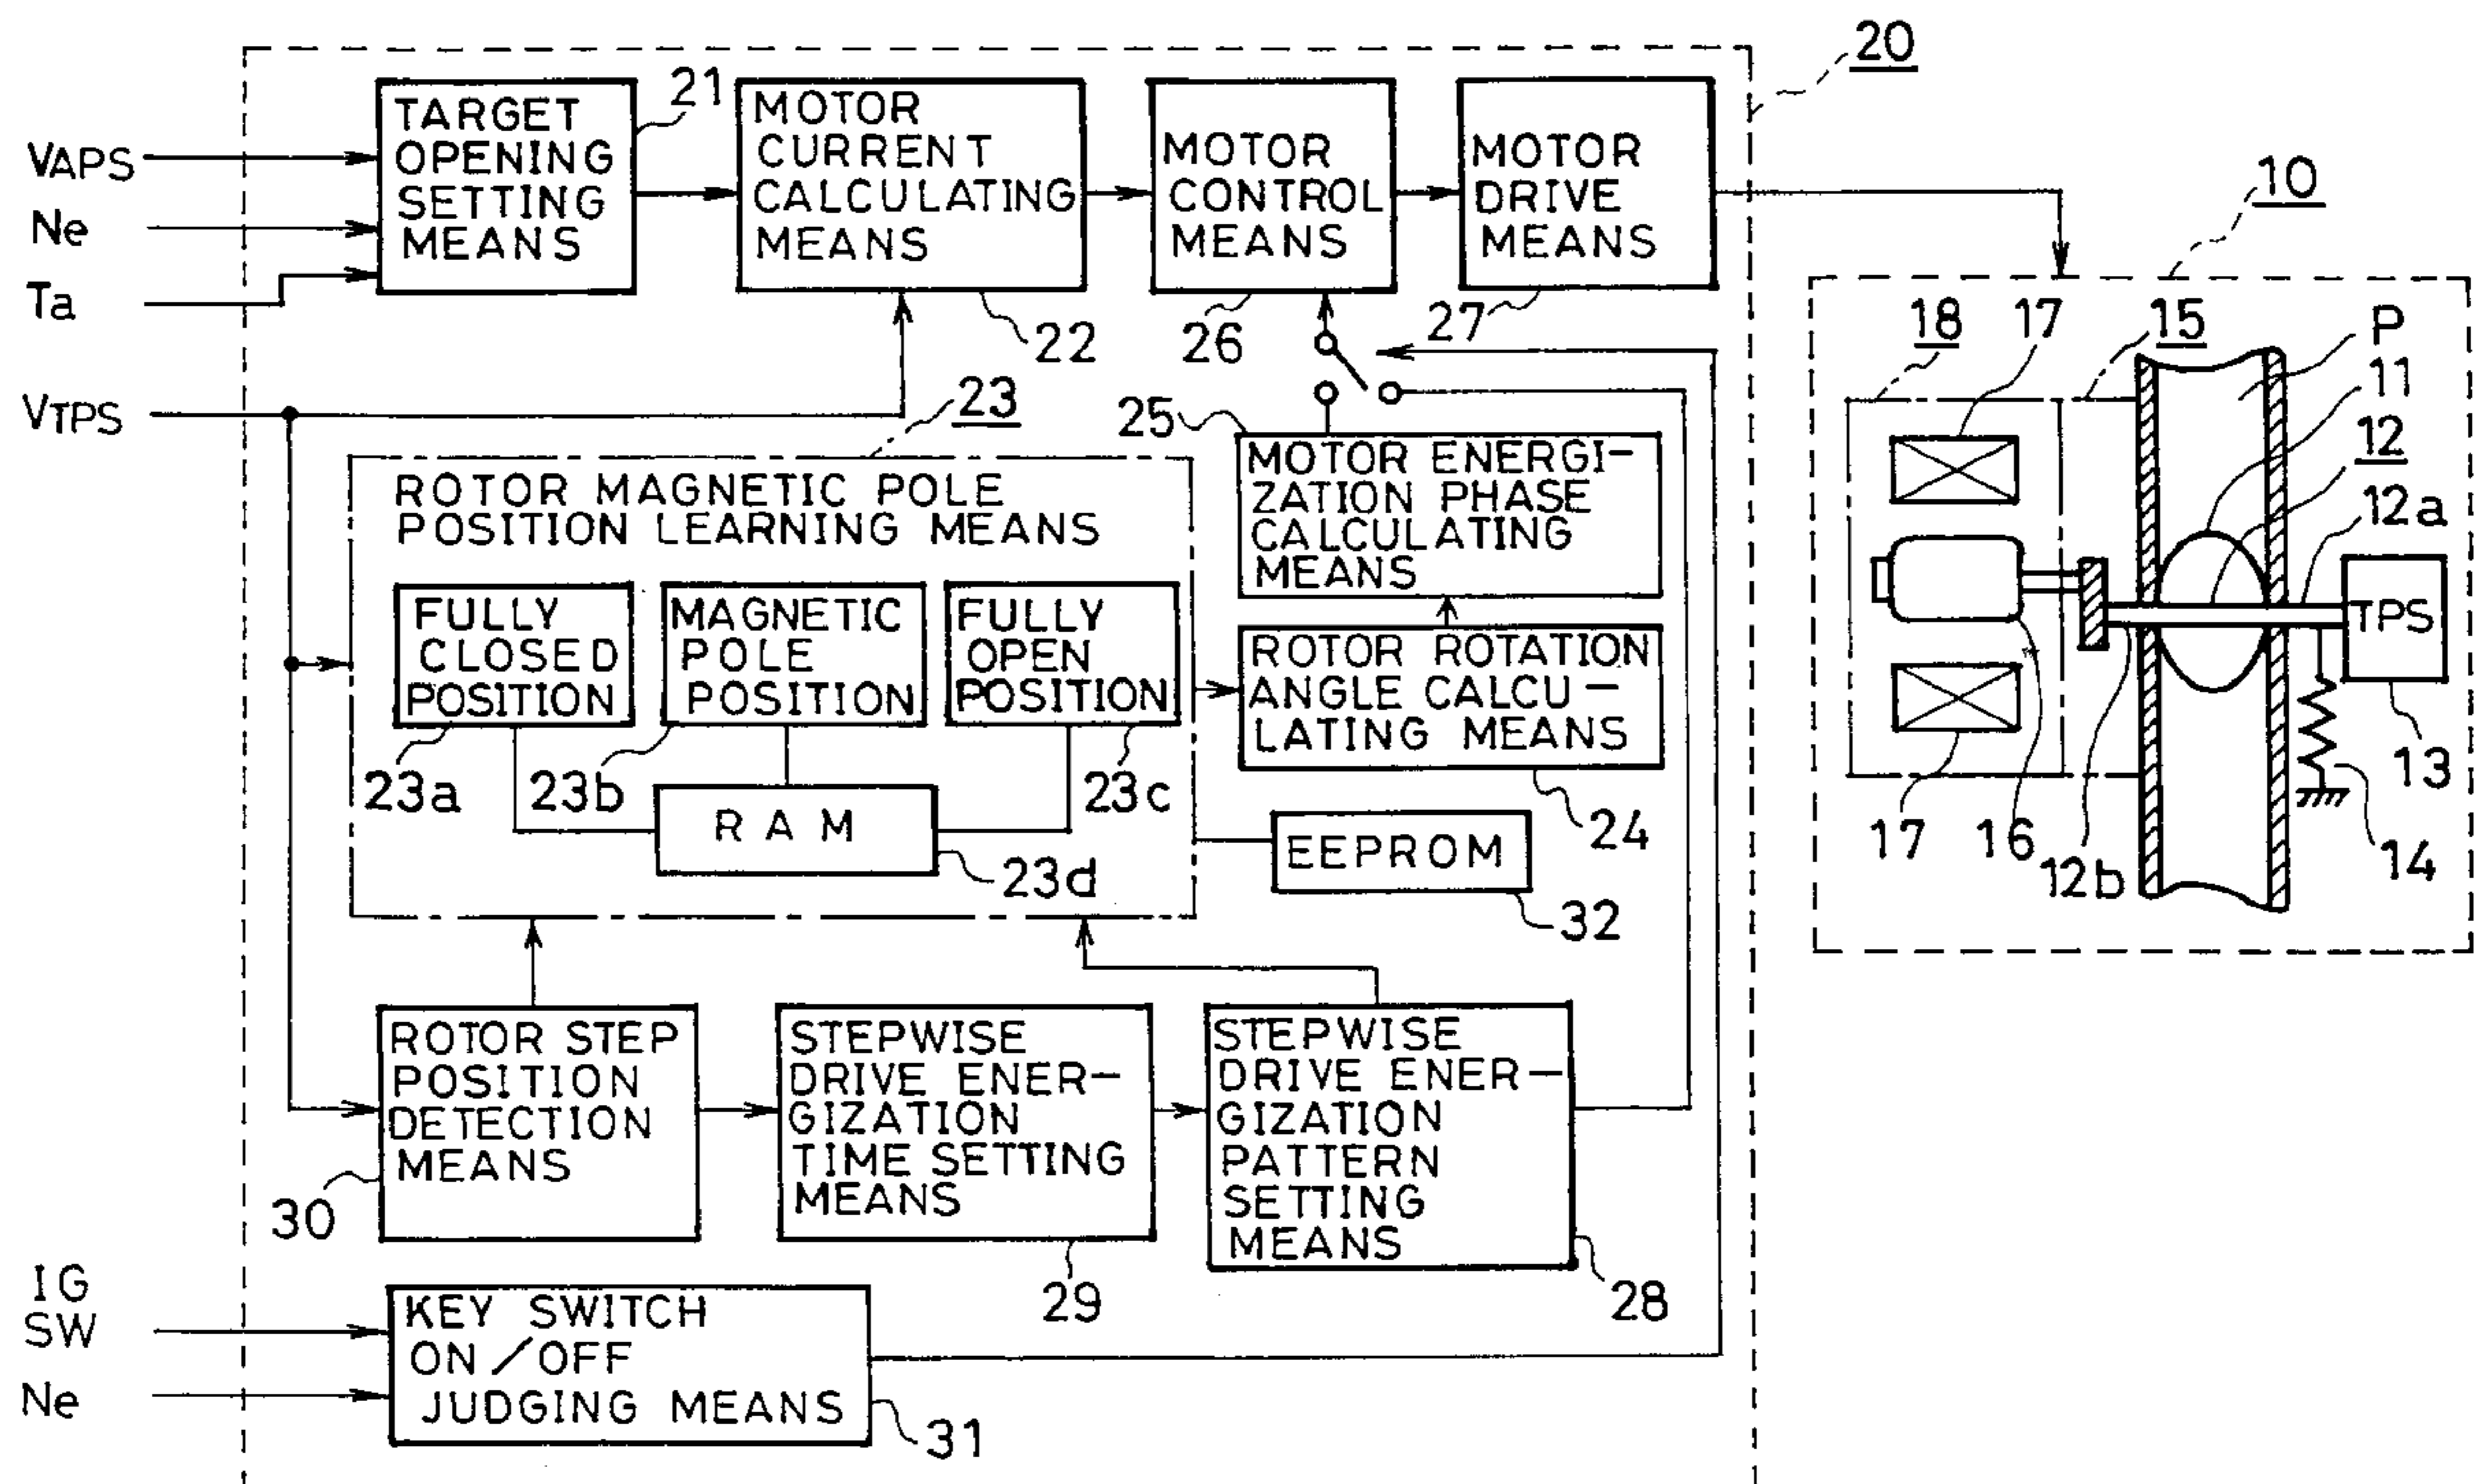 20
21
TARGET
OPENING
SETTING
MEANS
MOTOR
CURRENT
CALCULATING
MEANS
MOTOR
CONTROL
MEANS
MOTOR
DRIVE
MEANS
VAPS
Ne
Ta
VTPS
22
26
27
10
18
17
15
P
11
12
12a
TPS
13
14
17
16
12b
23
ROTOR MAGNETIC POLE
POSITION LEARNING MEANS
FULLY
CLOSED
POSITION
MAGNETIC
POLE
POSITION
FULLY
OPEN
POSITION
23a
23b
23c
RAM
23d
25
MOTOR ENERGI-
ZATION PHASE
CALCULATING
MEANS
ROTOR ROTATION
ANGLE CALCU-
LATING MEANS
24
EEPROM
32
ROTOR STEP
POSITION
DETECTION
MEANS
30
STEPWISE
DRIVE ENER-
GIZATION
TIME SETTING
MEANS
29
STEPWISE
DRIVE ENER-
GIZATION
PATTERN
SETTING
MEANS
28
IG
SW
Ne
KEY SWITCH
ON/OFF
JUDGING MEANS
31